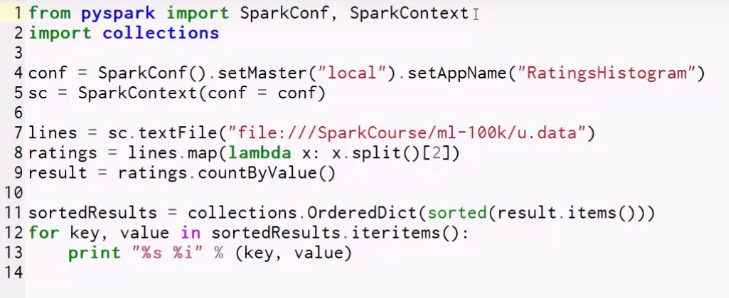 1 from pyspark import SparkConf, SparkContext
2 import collections
3
4 conf = SparkConf().setMaster("local").setAppName("RatingsHistogram")
5 sc = SparkContext(conf = conf)
6
7 lines = sc.textFile("file:///SparkCourse/ml-100k/u.data")
8 ratings = lines.map(lambda x: x.split()[2])
9 result = ratings.countByValue()
10
11 sortedResults = collections.OrderedDict(sorted(result.items()))
12 for key, value in sortedResults.iteritems():
13     print "%s %i" % (key, value)
14